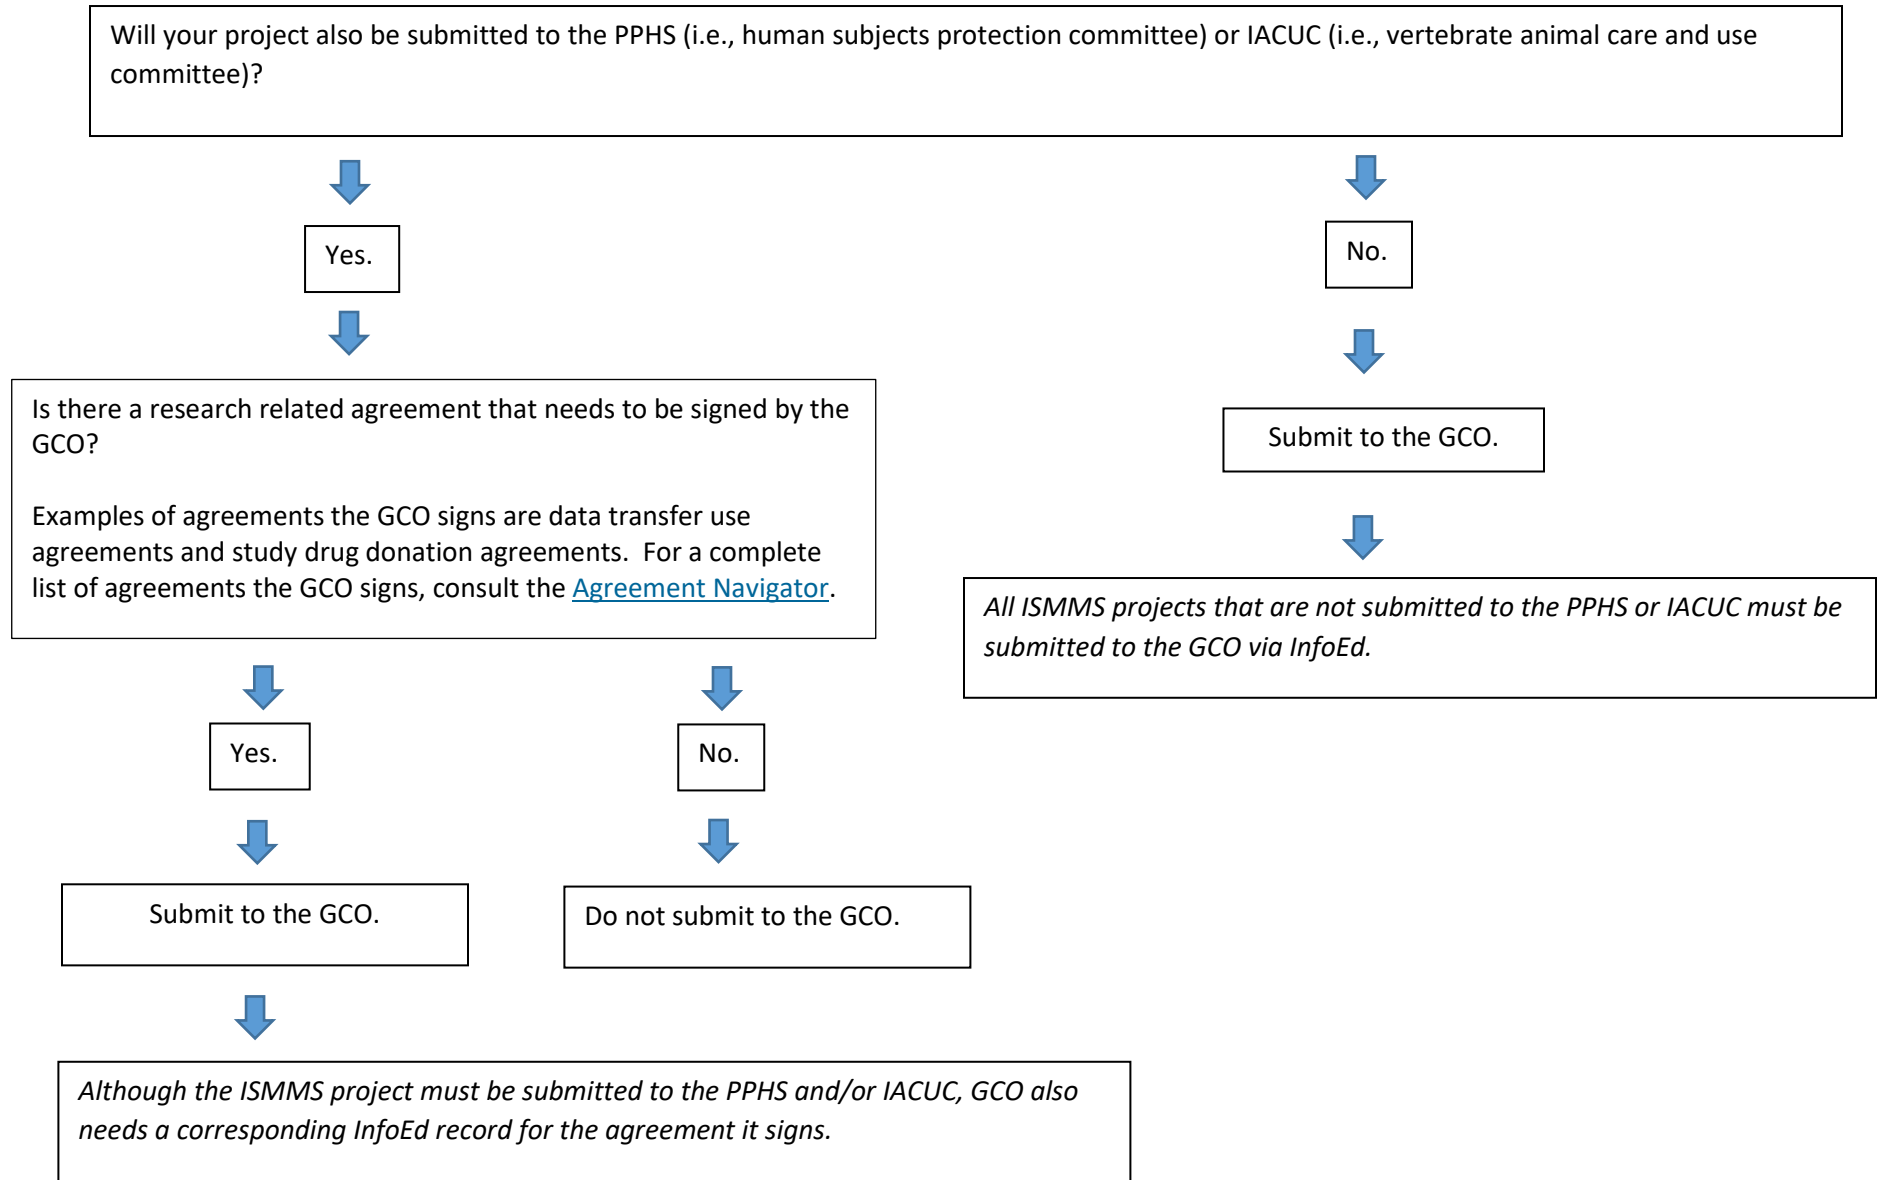 Will your project also be submitted to the PPHS (i.e., human subjects protection committee) or IACUC (i.e., vertebrate animal care and use
committee)?
Yes.
No.
Is there a research related agreement that needs to be signed by the
GCO?
Examples of agreements the GCO signs are data transfer use
agreements and study drug donation agreements.  For a complete
list of agreements the GCO signs, consult the Agreement Navigator.
Submit to the GCO.
All ISMMS projects that are not submitted to the PPHS or IACUC must be
submitted to the GCO via InfoEd.
Yes.
No.
Submit to the GCO.
Do not submit to the GCO.
Although the ISMMS project must be submitted to the PPHS and/or IACUC, GCO also
needs a corresponding InfoEd record for the agreement it signs.